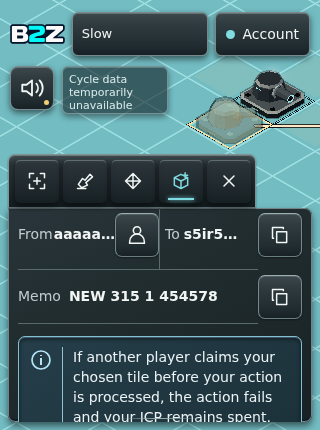 B2Z Slow Account
Cycle data
temporarily
unavailable
From aaaaa... To s5ir5...
Memo NEW 315 1 454578
If another player claims your
chosen tile before your action
is processed, the action fails
and your ICP remains spent.